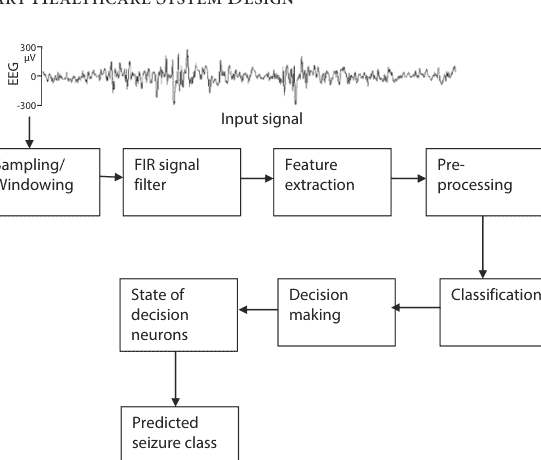 ART HEALTHCARE SYSTEM DESIGN
300
µV
EEG
0
-300
Input signal
Sampling/
Windowing
FIR signal
filter
Feature
extraction
Pre-
processing
State of
decision
neurons
Decision
making
Classification
Predicted
seizure class